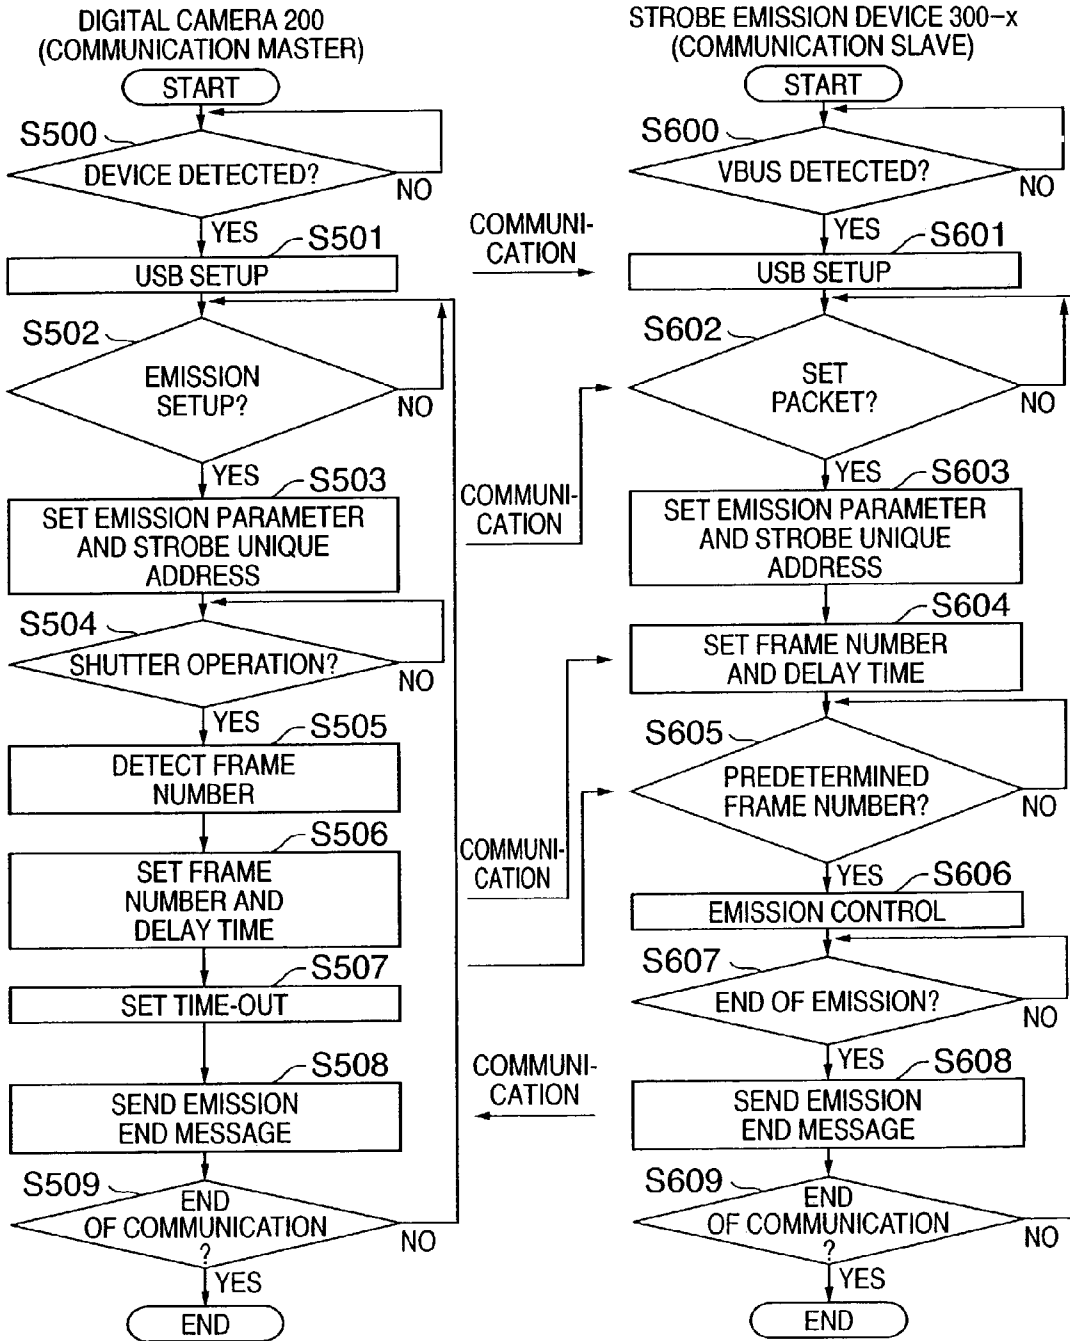 DIGITAL CAMERA 200
(COMMUNICATION MASTER)
START
S500
DEVICE DETECTED?
NO
YES
S501
USB SETUP
S502
EMISSION
SETUP?
NO
YES
S503
SET EMISSION PARAMETER
AND STROBE UNIQUE
ADDRESS
S504
SHUTTER OPERATION?
NO
YES
S505
DETECT FRAME
NUMBER
S506
SET FRAME
NUMBER AND
DELAY TIME
S507
SET TIME-OUT
S508
SEND EMISSION
END MESSAGE
S509
END
OF COMMUNICATION
?
NO
YES
END
COMMUNI-
CATION
COMMUNI-
CATION
COMMUNI-
CATION
COMMUNI-
CATION
STROBE EMISSION DEVICE 300-x
(COMMUNICATION SLAVE)
START
S600
VBUS DETECTED?
NO
YES
S601
USB SETUP
S602
SET
PACKET?
NO
YES
S603
SET EMISSION PARAMETER
AND STROBE UNIQUE
ADDRESS
S604
SET FRAME NUMBER
AND DELAY TIME
S605
PREDETERMINED
FRAME NUMBER?
NO
YES
S606
EMISSION CONTROL
S607
END OF EMISSION?
NO
YES
S608
SEND EMISSION
END MESSAGE
S609
END
OF COMMUNICATION
?
NO
YES
END